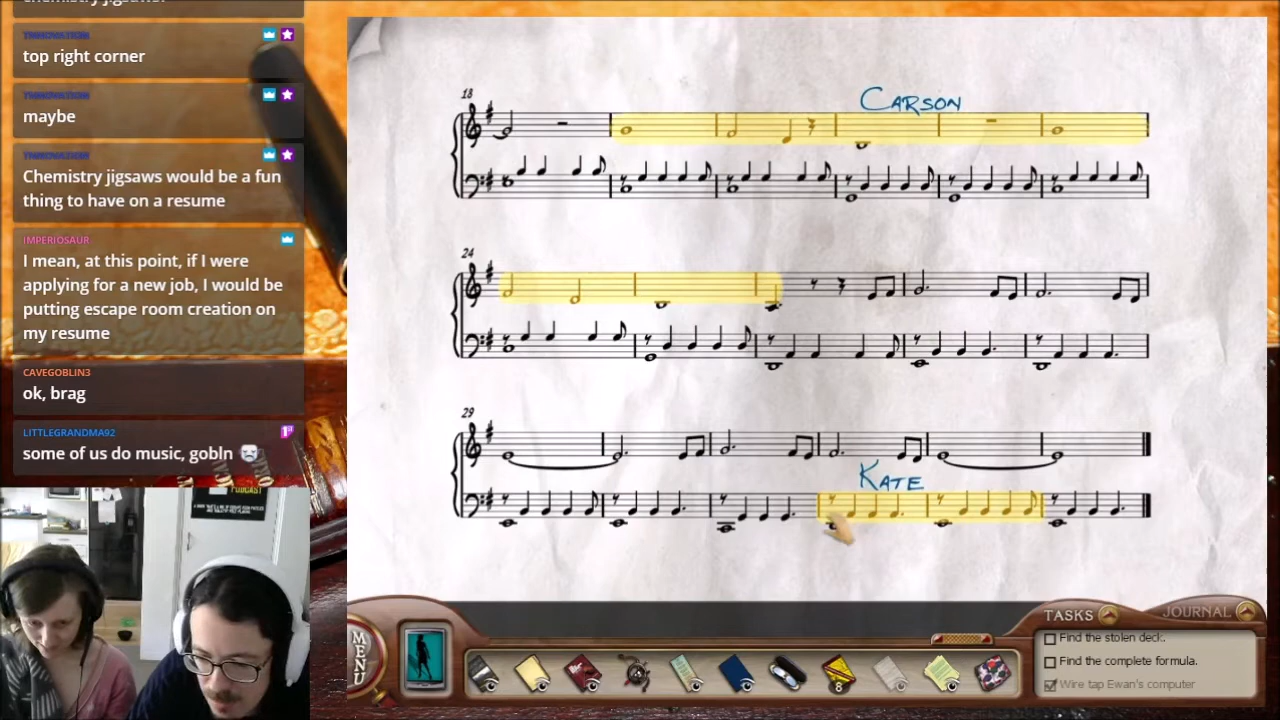 top right corner
maybe
Chemistry jigsaws would be a fun
thing to have on a resume
IMPERIOSAUR
I mean, at this point, if I were
applying for a new job, I would be
putting escape room creation on
my resume
CAVEGOBLIN3
ok, brag
LITTLEGRANDMA92
some of us do music, gobln
PODCAST
18
CARSON
24
29
KATE
MENU
8
TASKS
JOURNAL
Find the stolen deck.
Find the complete formula.
Wire tap Ewan's computer